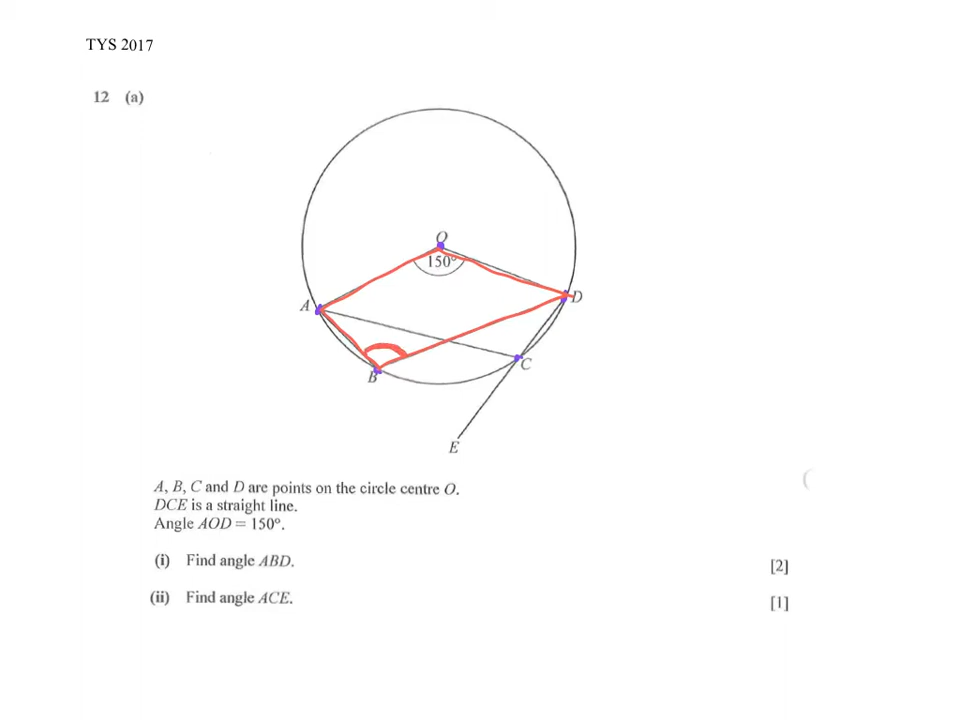 TYS 2017
12 (a)
O
150°
A
D
B
C
E
A, B, C and D are points on the circle centre O.
DCE is a straight line.
Angle AOD = 150°.
(i) Find angle ABD. [2]
(ii) Find angle ACE. [1]